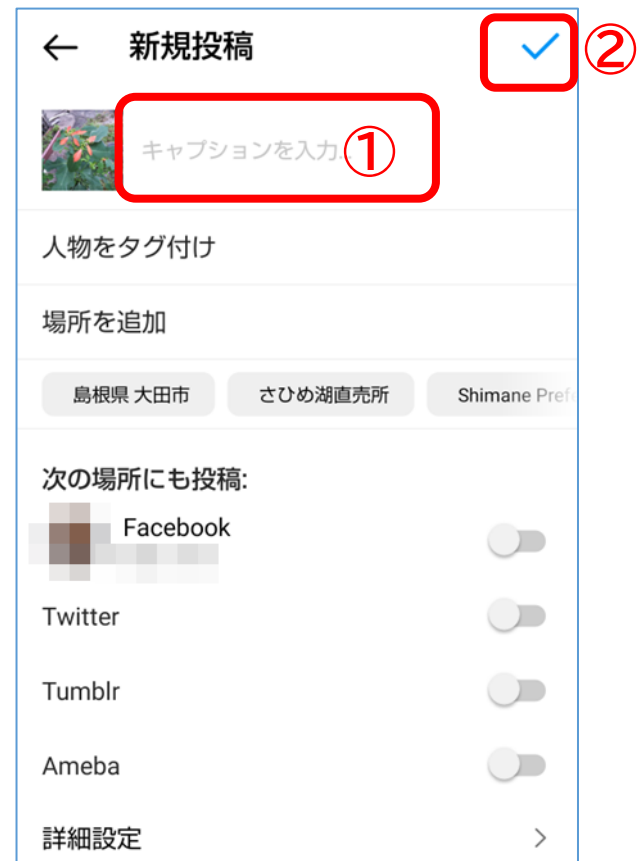 ← 新規投稿 ✓ ②
キャプションを入力... ①
人物をタグ付け
場所を追加
島根県 大田市 さひめ湖直売所 Shimane Pref
次の場所にも投稿:
Facebook
Twitter
Tumblr
Ameba
詳細設定 >